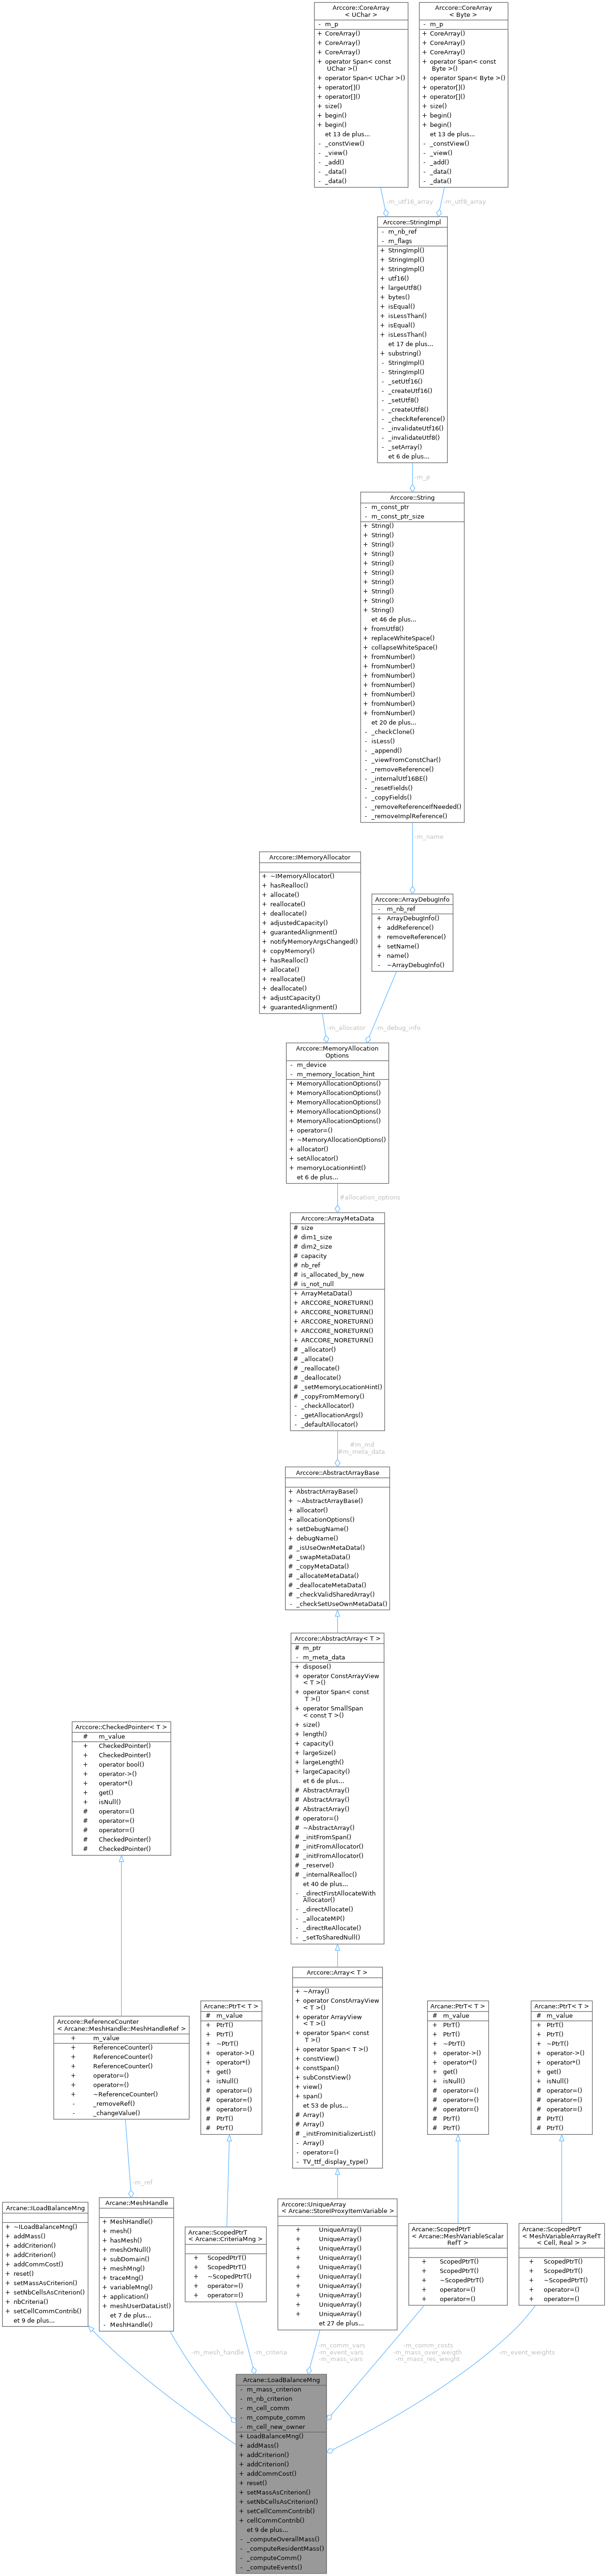 Arccore::CoreArray
< UChar >
- m_p
+ CoreArray()
+ CoreArray()
+ CoreArray()
+ operator Span< const
UChar >()
+ operator Span< UChar >()
+ operator[]()
+ operator[]()
+ size()
+ begin()
+ begin()
et 13 de plus...
- _constView()
- _view()
- _add()
- _data()
- _data()
Arccore::CoreArray
< Byte >
- m_p
+ CoreArray()
+ CoreArray()
+ CoreArray()
+ operator Span< const
Byte >()
+ operator Span< Byte >()
+ operator[]()
+ operator[]()
+ size()
+ begin()
+ begin()
et 13 de plus...
- _constView()
- _view()
- _add()
- _data()
- _data()
-m_utf16_array
-m_utf8_array
Arccore::StringImpl
- m_nb_ref
- m_flags
+ StringImpl()
+ StringImpl()
+ StringImpl()
+ utf16()
+ largeUtf8()
+ bytes()
+ isEqual()
+ isLessThan()
+ isEqual()
+ isLessThan()
et 17 de plus...
+ substring()
- StringImpl()
- StringImpl()
- _setUtf16()
- _createUtf16()
- _setUtf8()
- _createUtf8()
- _checkReference()
- _invalidateUtf16()
- _invalidateUtf8()
- _setArray()
et 6 de plus...
-m_p
Arccore::String
- m_const_ptr
- m_const_ptr_size
+ String()
+ String()
+ String()
+ String()
+ String()
+ String()
+ String()
+ String()
+ String()
+ String()
et 46 de plus...
+ fromUtf8()
+ replaceWhiteSpace()
+ collapseWhiteSpace()
+ fromNumber()
+ fromNumber()
+ fromNumber()
+ fromNumber()
+ fromNumber()
+ fromNumber()
+ fromNumber()
et 20 de plus...
- _checkClone()
- isLess()
- _append()
- _viewFromConstChar()
- _removeReference()
- _internalUtf16BE()
- _resetFields()
- _copyFields()
- _removeReferenceIfNeeded()
- _removeImplReference()
-m_name
Arccore::IMemoryAllocator
+ ~IMemoryAllocator()
+ hasRealloc()
+ allocate()
+ reallocate()
+ deallocate()
+ adjustedCapacity()
+ guarantedAlignment()
+ notifyMemoryArgsChanged()
+ copyMemory()
+ hasRealloc()
+ allocate()
+ reallocate()
+ deallocate()
+ adjustCapacity()
+ guarantedAlignment()
Arccore::ArrayDebugInfo
- m_nb_ref
+ ArrayDebugInfo()
+ addReference()
+ removeReference()
+ setName()
+ name()
- ~ArrayDebugInfo()
-m_allocator
-m_debug_info
Arccore::MemoryAllocation
Options
- m_device
- m_memory_location_hint
+ MemoryAllocationOptions()
+ MemoryAllocationOptions()
+ MemoryAllocationOptions()
+ MemoryAllocationOptions()
+ MemoryAllocationOptions()
+ operator=()
+ ~MemoryAllocationOptions()
+ allocator()
+ setAllocator()
+ memoryLocationHint()
et 6 de plus...
#allocation_options
Arccore::ArrayMetaData
# size
# dim1_size
# dim2_size
# capacity
# nb_ref
# is_allocated_by_new
# is_not_null
+ ArrayMetaData()
+ ARCCORE_NORETURN()
+ ARCCORE_NORETURN()
+ ARCCORE_NORETURN()
+ ARCCORE_NORETURN()
+ ARCCORE_NORETURN()
# _allocator()
# _allocate()
# _reallocate()
# _deallocate()
# _setMemoryLocationHint()
# _copyFromMemory()
- _checkAllocator()
- _getAllocationArgs()
- _defaultAllocator()
#m_md
#m_meta_data
Arccore::AbstractArrayBase
+ AbstractArrayBase()
+ ~AbstractArrayBase()
+ allocator()
+ allocationOptions()
+ setDebugName()
+ debugName()
# _isUseOwnMetaData()
# _swapMetaData()
# _copyMetaData()
# _allocateMetaData()
# _deallocateMetaData()
# _checkValidSharedArray()
- _checkSetUseOwnMetaData()
Arccore::AbstractArray< T >
# m_ptr
- m_meta_data
+ dispose()
+ operator ConstArrayView
< T >()
+ operator Span< const
T >()
+ operator SmallSpan
< const T >()
+ size()
+ length()
+ capacity()
+ largeSize()
+ largeLength()
+ largeCapacity()
et 6 de plus...
# AbstractArray()
# AbstractArray()
# AbstractArray()
# operator=()
# ~AbstractArray()
# _initFromSpan()
# _initFromAllocator()
# _initFromAllocator()
# _reserve()
# _internalRealloc()
et 40 de plus...
- _directFirstAllocateWith
Allocator()
- _directAllocate()
- _allocateMP()
- _directReAllocate()
- _setToSharedNull()
Arccore::CheckedPointer< T >
# m_value
+ CheckedPointer()
+ CheckedPointer()
+ operator bool()
+ operator->()
+ operator*()
+ get()
+ isNull()
# operator=()
# operator=()
# operator=()
# CheckedPointer()
# CheckedPointer()
Arccore::Array< T >
+ ~Array()
+ operator ConstArrayView
< T >()
+ operator ArrayView
< T >()
+ operator Span< const
T >()
+ operator Span< T >()
+ constView()
+ constSpan()
+ subConstView()
+ view()
+ span()
et 53 de plus...
# Array()
# Array()
# _initFromInitializerList()
- Array()
- operator=()
- TV_ttf_display_type()
Arccore::ReferenceCounter
< Arcane::MeshHandle::MeshHandleRef >
+ m_value
+ ReferenceCounter()
+ ReferenceCounter()
+ ReferenceCounter()
+ operator=()
+ operator=()
+ ~ReferenceCounter()
- _removeRef()
- _changeValue()
Arcane::PtrT< T >
# m_value
+ PtrT()
+ PtrT()
+ ~PtrT()
+ operator->()
+ operator*()
+ get()
+ isNull()
# operator=()
# operator=()
# operator=()
# PtrT()
# PtrT()
Arcane::PtrT< T >
# m_value
+ PtrT()
+ PtrT()
+ ~PtrT()
+ operator->()
+ operator*()
+ get()
+ isNull()
# operator=()
# operator=()
# operator=()
# PtrT()
# PtrT()
Arcane::PtrT< T >
# m_value
+ PtrT()
+ PtrT()
+ ~PtrT()
+ operator->()
+ operator*()
+ get()
+ isNull()
# operator=()
# operator=()
# operator=()
# PtrT()
# PtrT()
-m_ref
Arcane::ILoadBalanceMng
+ ~ILoadBalanceMng()
+ addMass()
+ addCriterion()
+ addCriterion()
+ addCommCost()
+ reset()
+ setMassAsCriterion()
+ setNbCellsAsCriterion()
+ nbCriteria()
+ setCellCommContrib()
et 9 de plus...
Arcane::MeshHandle
+ MeshHandle()
+ mesh()
+ hasMesh()
+ meshOrNull()
+ subDomain()
+ meshMng()
+ traceMng()
+ variableMng()
+ application()
+ meshUserDataList()
et 7 de plus...
- MeshHandle()
Arcane::ScopedPtrT
< Arcane::CriteriaMng >
+ ScopedPtrT()
+ ScopedPtrT()
+ ~ScopedPtrT()
+ operator=()
+ operator=()
Arccore::UniqueArray
< Arcane::StoreIProxyItemVariable >
+ UniqueArray()
+ UniqueArray()
+ UniqueArray()
+ UniqueArray()
+ UniqueArray()
+ UniqueArray()
+ UniqueArray()
+ UniqueArray()
+ UniqueArray()
+ UniqueArray()
et 27 de plus...
Arcane::ScopedPtrT
< Arcane::MeshVariableScalar
RefT >
+ ScopedPtrT()
+ ScopedPtrT()
+ ~ScopedPtrT()
+ operator=()
+ operator=()
Arcane::ScopedPtrT
< MeshVariableArrayRefT
< Cell, Real > >
+ ScopedPtrT()
+ ScopedPtrT()
+ ~ScopedPtrT()
+ operator=()
+ operator=()
-m_mesh_handle
-m_criteria
-m_comm_vars
-m_event_vars
-m_mass_vars
-m_comm_costs
-m_mass_over_weigth
-m_mass_res_weight
-m_event_weights
Arcane::LoadBalanceMng
- m_mass_criterion
- m_nb_criterion
- m_cell_comm
- m_compute_comm
- m_cell_new_owner
+ LoadBalanceMng()
+ addMass()
+ addCriterion()
+ addCriterion()
+ addCommCost()
+ reset()
+ setMassAsCriterion()
+ setNbCellsAsCriterion()
+ setCellCommContrib()
+ cellCommContrib()
et 9 de plus...
- _computeOverallMass()
- _computeResidentMass()
- _computeComm()
- _computeEvents()